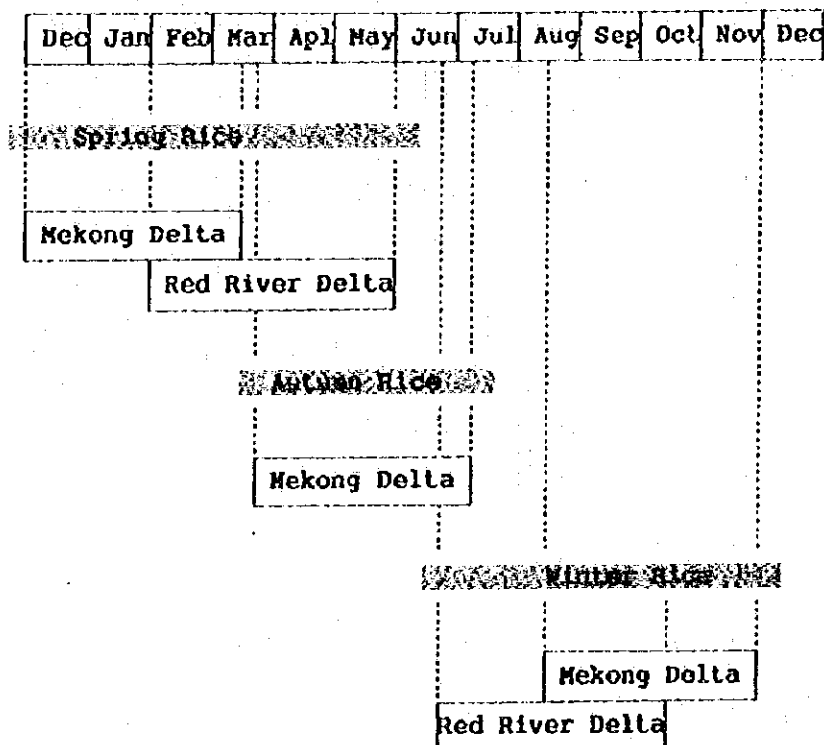 Dec Jan Feb Mar Apl May Jun Jul Aug Sep Oct Nov Dec
Spring Rice
Mekong Delta
Red River Delta
Autumn Rice
Mekong Delta
Winter Rice
Mekong Delta
Red River Delta